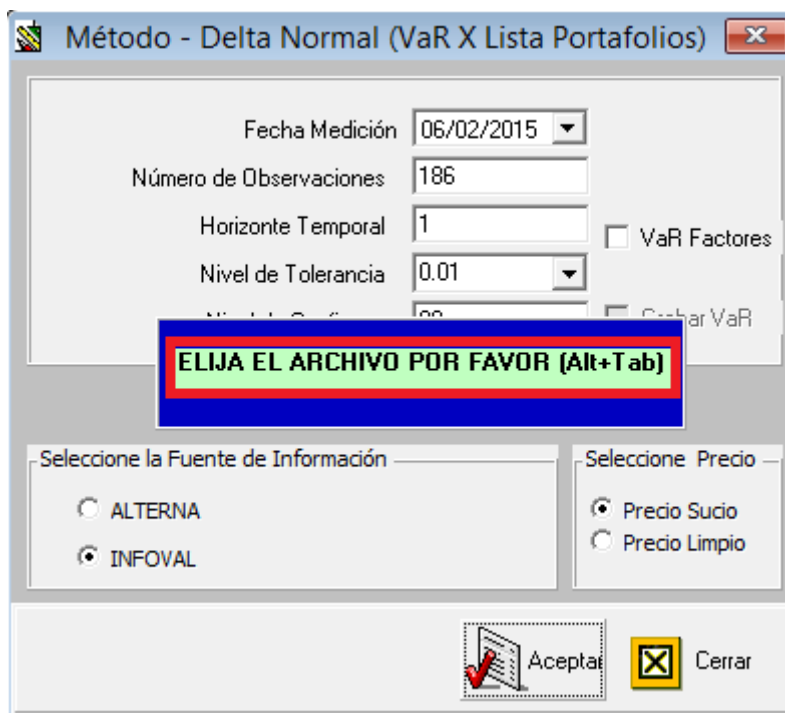 Método - Delta Normal (VaR X Lista Portafolios)
Fecha Medición 06/02/2015
Número de Observaciones 186
Horizonte Temporal 1
VaR Factores
Nivel de Tolerancia 0.01
VaR
ELIJA EL ARCHIVO POR FAVOR (Alt+Tab)
Seleccione la Fuente de Información
Seleccione Precio
ALTERNA
Precio Sucio
Precio Limpio
INFOVAL
Aceptar
Cerrar